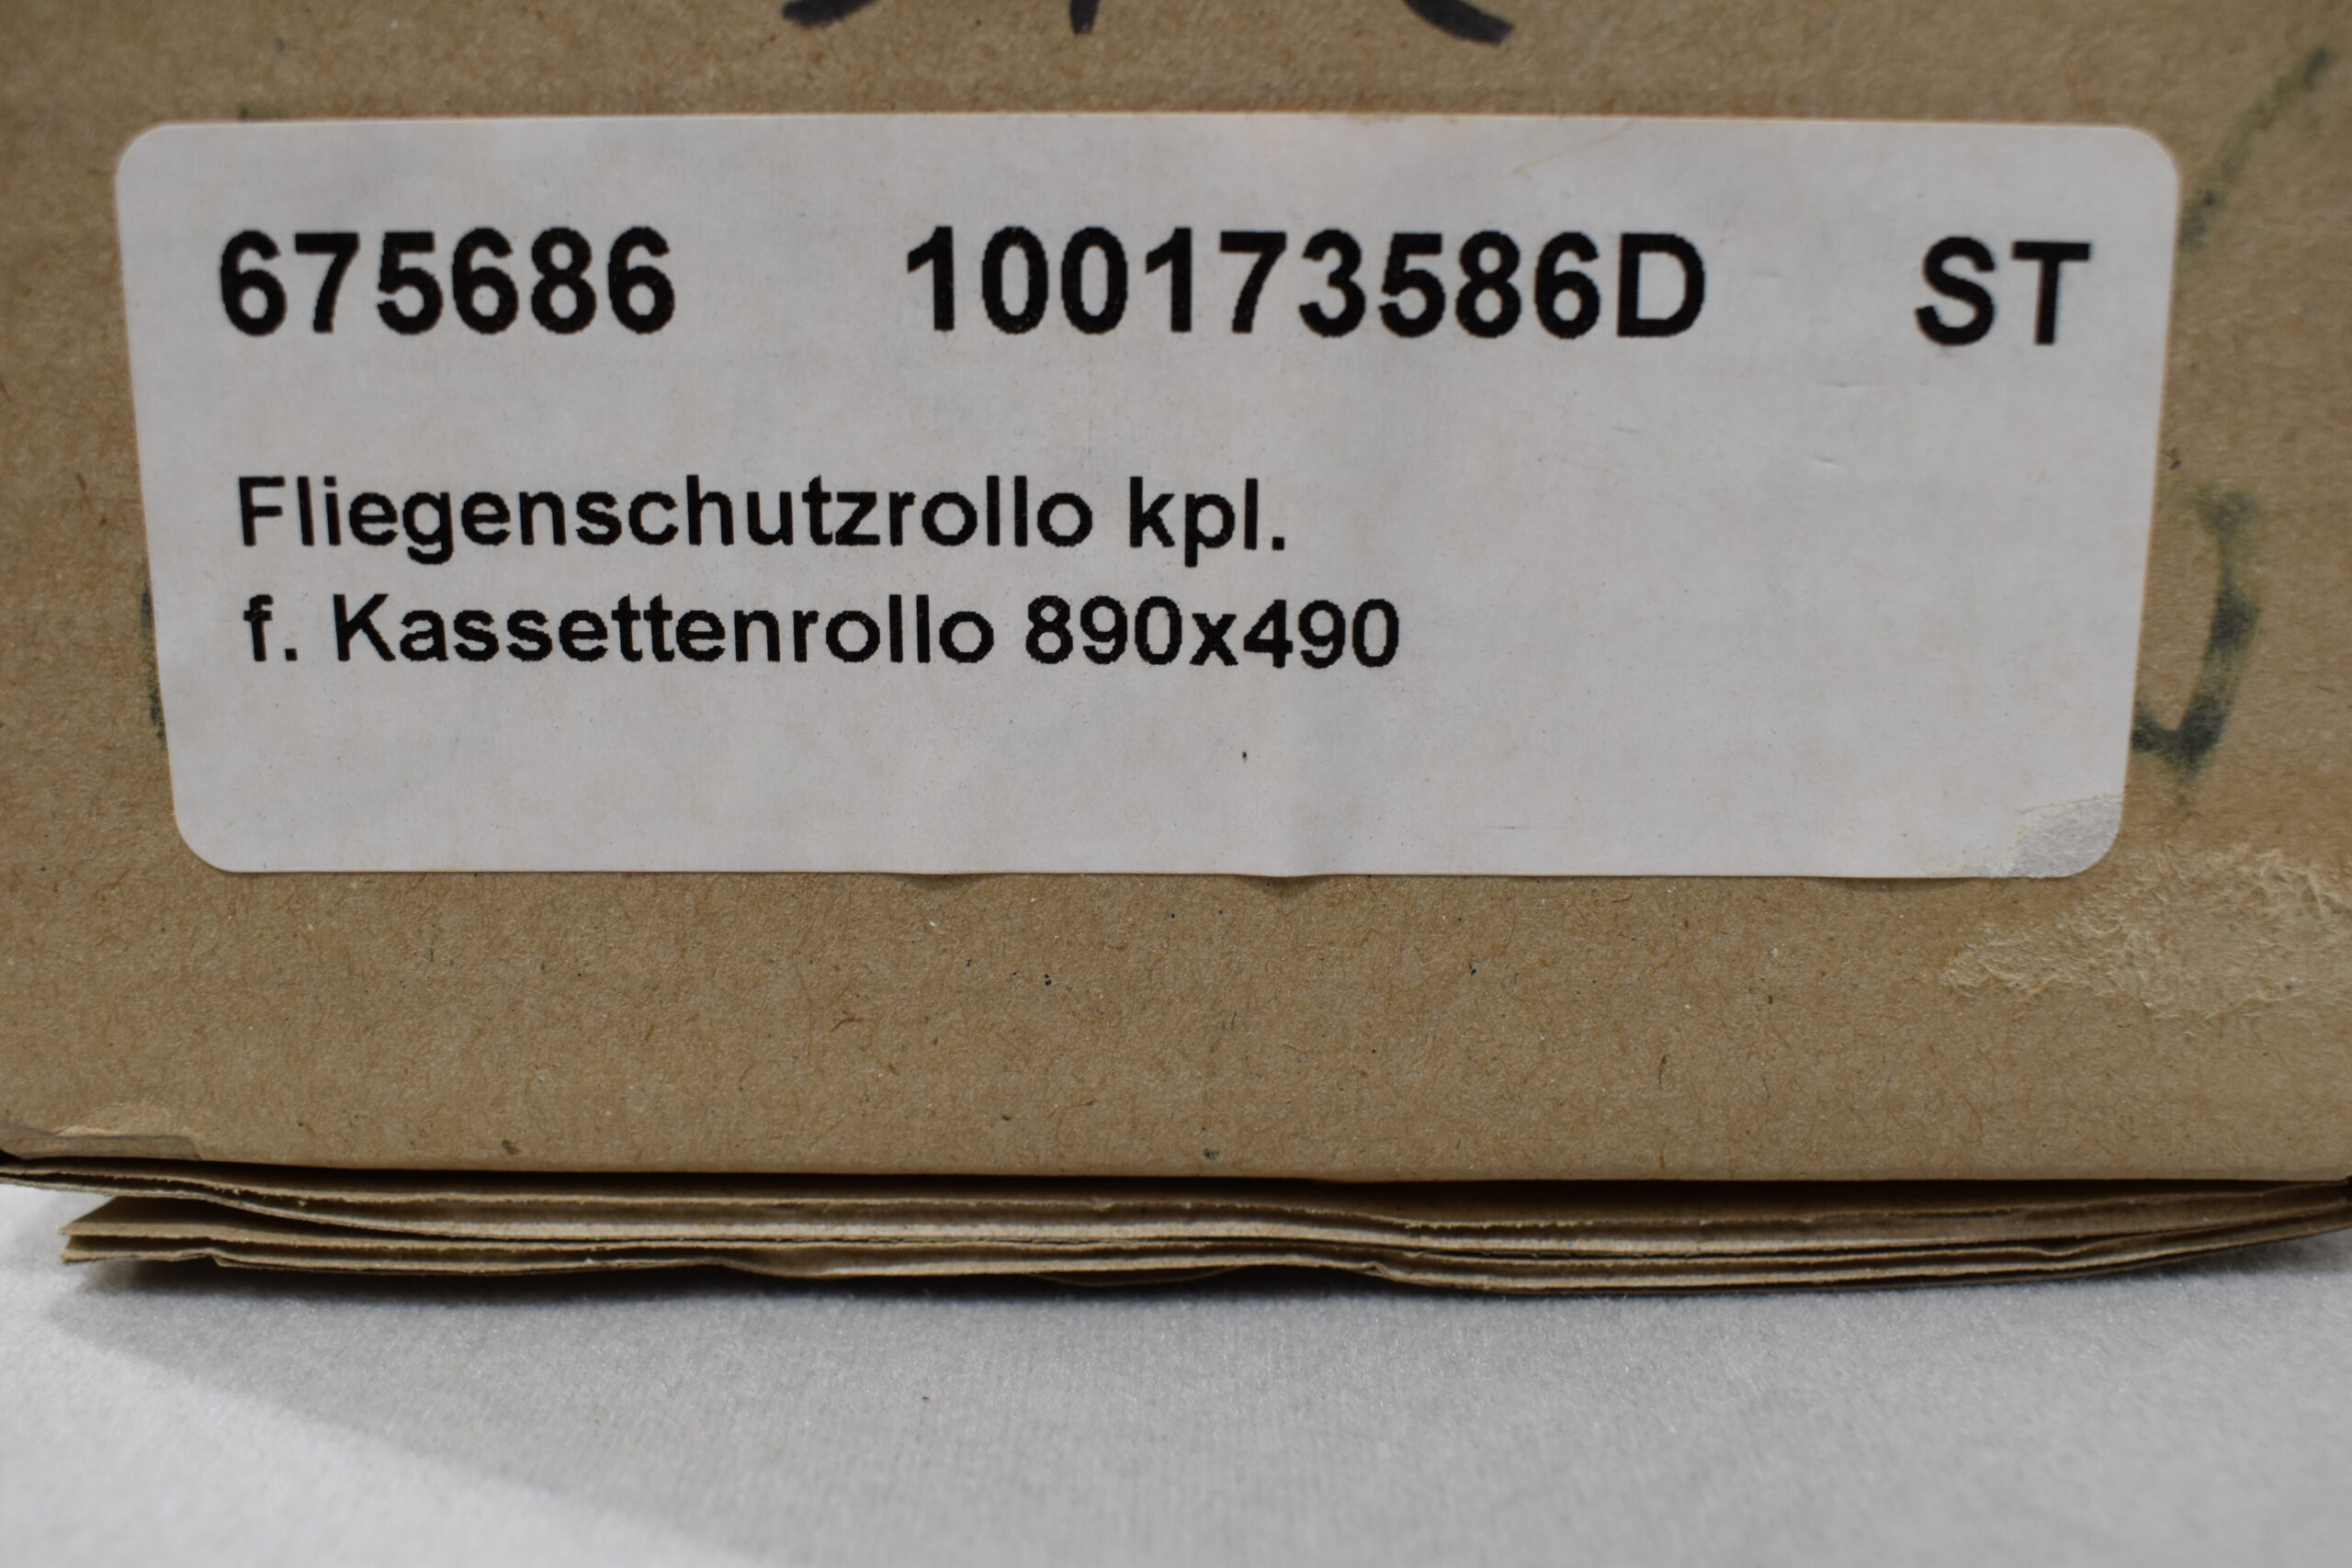 675686 100173586D ST
Fliegenschutzrollo kpl.
f. Kassettenrollo 890x490